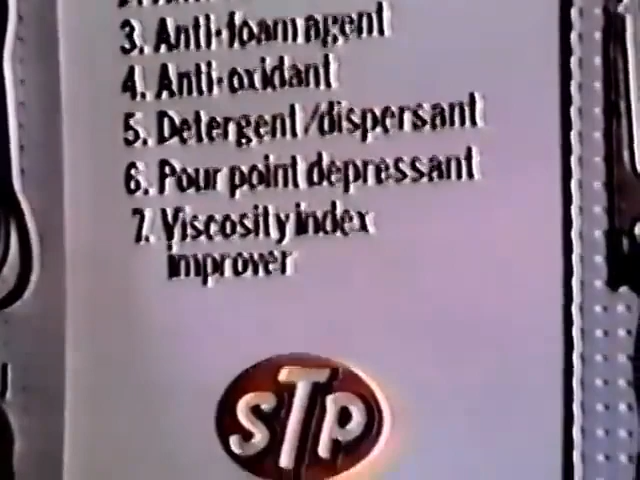 3. Anti-foam agent
4. Anti-oxidant
5. Detergent/dispersant
6. Pour point depressant
7. Viscosity index
improver
STP